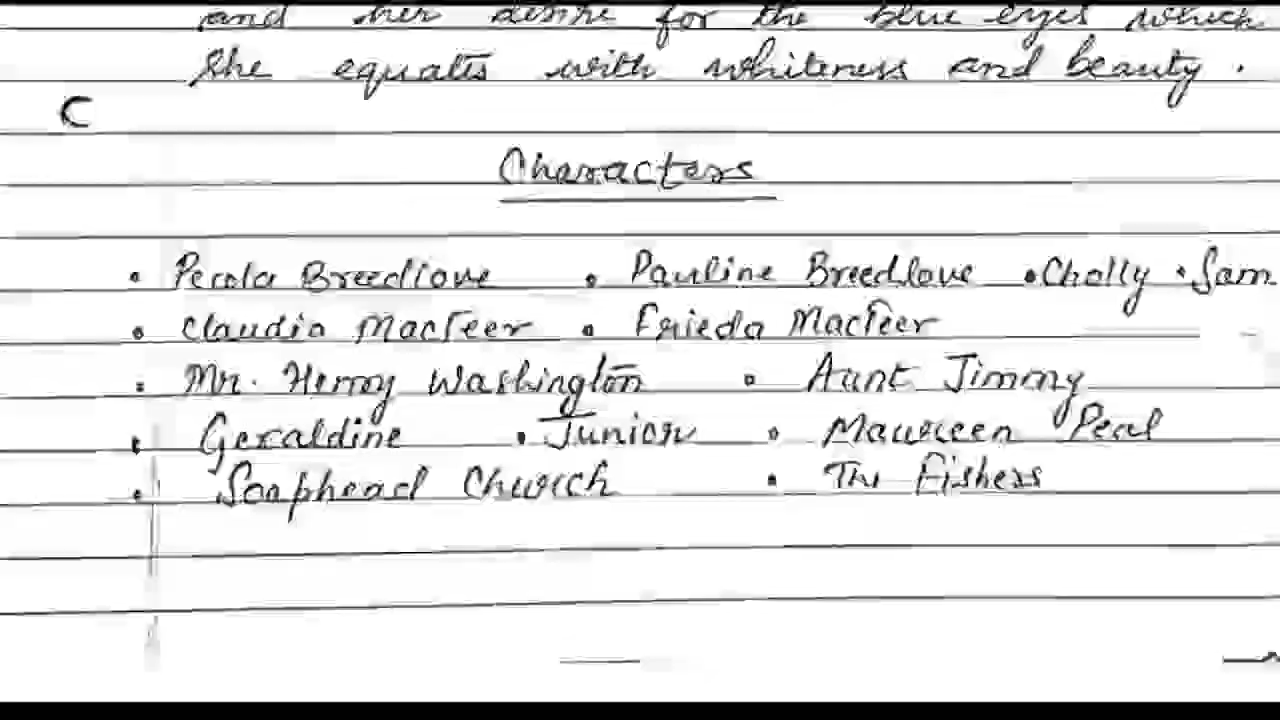 and her desire for the blue eyes which
she equates with whiteness and beauty.
C
Characters
• Pecola Breedlove • Pauline Breedlove • Cholly • Sam
• Claudia MacTeer • Frieda MacTeer
• Mr. Henry Washington • Aunt Jimmy
• Geraldine • Junior • Maureen Peal
• Soaphead Church • The Fishers